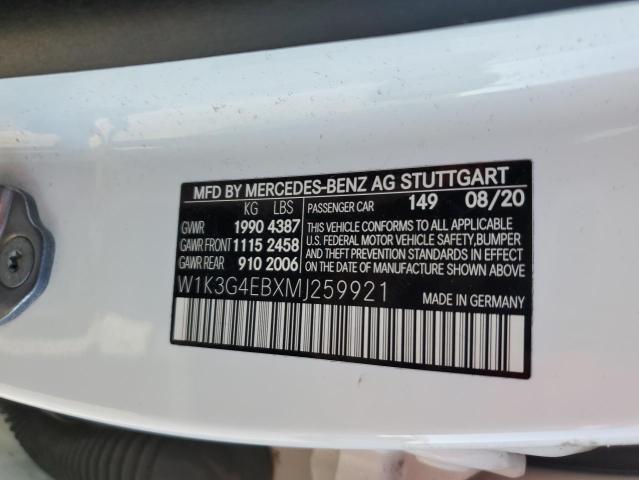 MFD BY MERCEDES-BENZ AG STUTTGART
KG LBS
GVWR 1990 4387
GAWR FRONT 1115 2458
GAWR REAR 910 2006
PASSENGER CAR 149 08/20
THIS VEHICLE CONFORMS TO ALL APPLICABLE
U.S. FEDERAL MOTOR VEHICLE SAFETY, BUMPER
AND THEFT PREVENTION STANDARDS IN EFFECT
ON THE DATE OF MANUFACTURE SHOWN ABOVE.
W1K3G4EBXMJ259921
MADE IN GERMANY